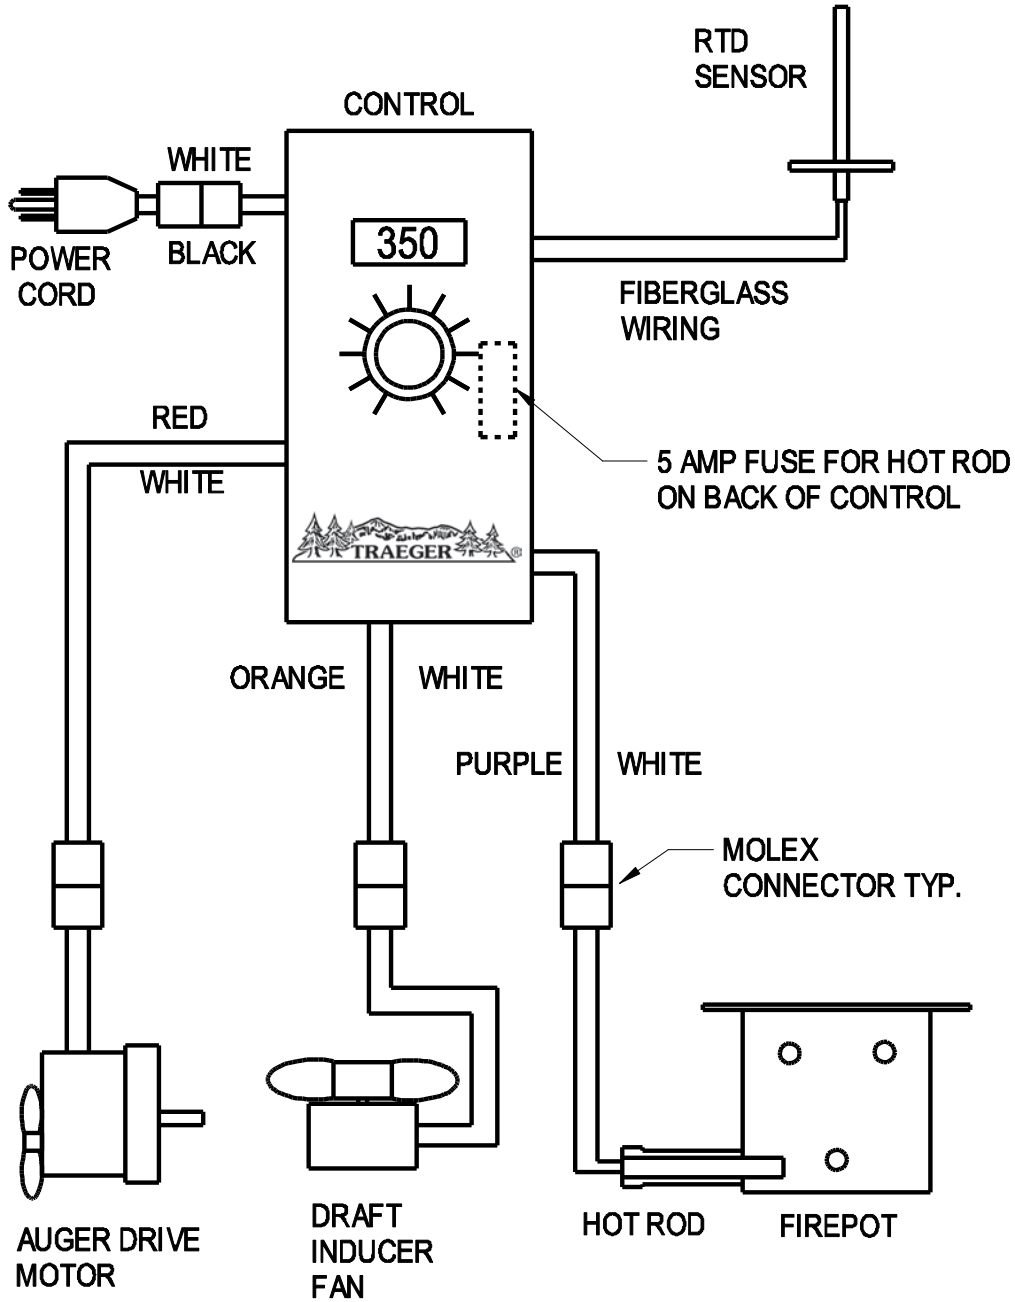 RTD
SENSOR
CONTROL
WHITE
POWER
CORD
BLACK
350
FIBERGLASS
WIRING
RED
WHITE
5 AMP FUSE FOR HOT ROD
ON BACK OF CONTROL
TRAEGER ®
ORANGE
WHITE
PURPLE
WHITE
MOLEX
CONNECTOR TYP.
AUGER DRIVE
MOTOR
DRAFT
INDUCER
FAN
HOT ROD
FIREPOT